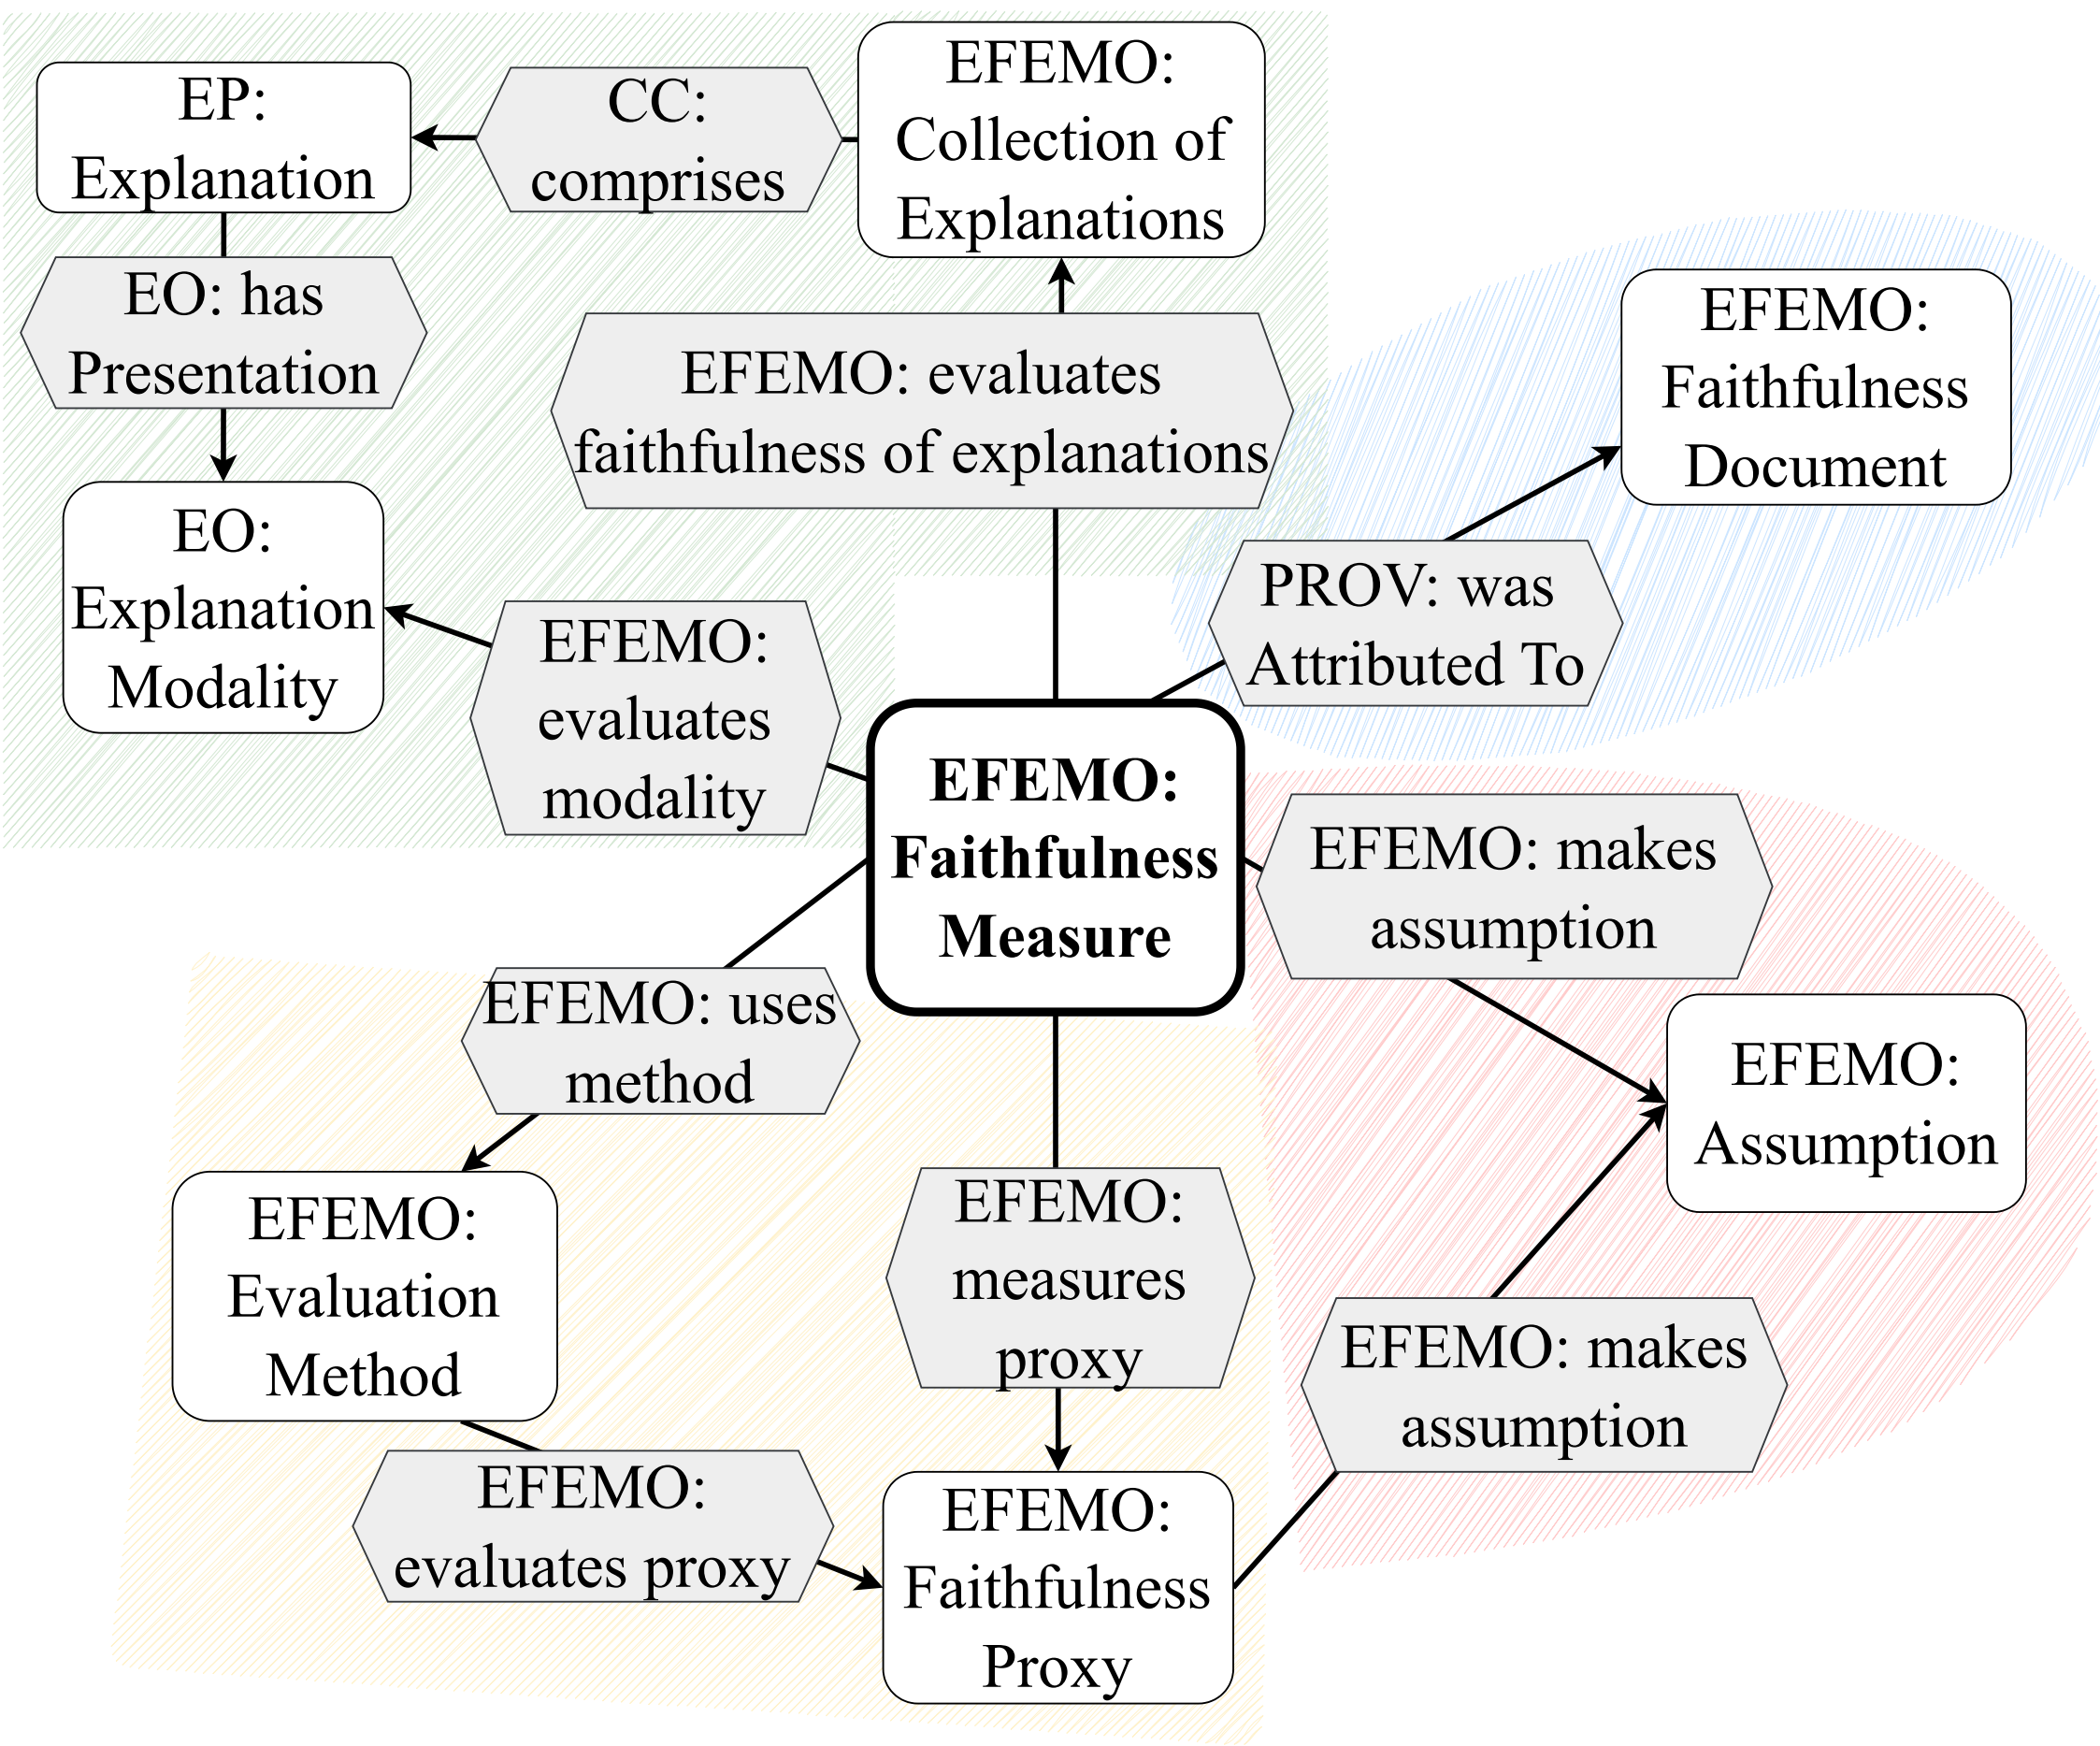 EP:
Explanation
CC:
comprises
EFEMO:
Collection of
Explanations
EO: has
Presentation
EFEMO: evaluates
faithfulness of explanations
EFEMO:
Faithfulness
Document
EO:
Explanation
Modality
EFEMO:
evaluates
modality
PROV: was
Attributed To
EFEMO:
Faithfulness
Measure
EFEMO: makes
assumption
EFEMO: uses
method
EFEMO:
Assumption
EFEMO:
Evaluation
Method
EFEMO:
measures
proxy
EFEMO: makes
assumption
EFEMO:
evaluates proxy
EFEMO:
Faithfulness
Proxy